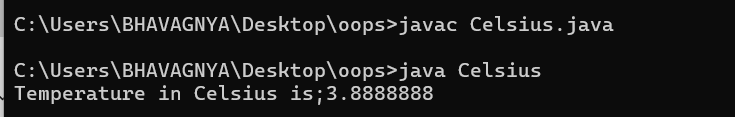 C:\Users\BHAVAGNYA\Desktop\oops>javac Celsius.java
C:\Users\BHAVAGNYA\Desktop\oops>java Celsius
Temperature in Celsius is;3.8888888